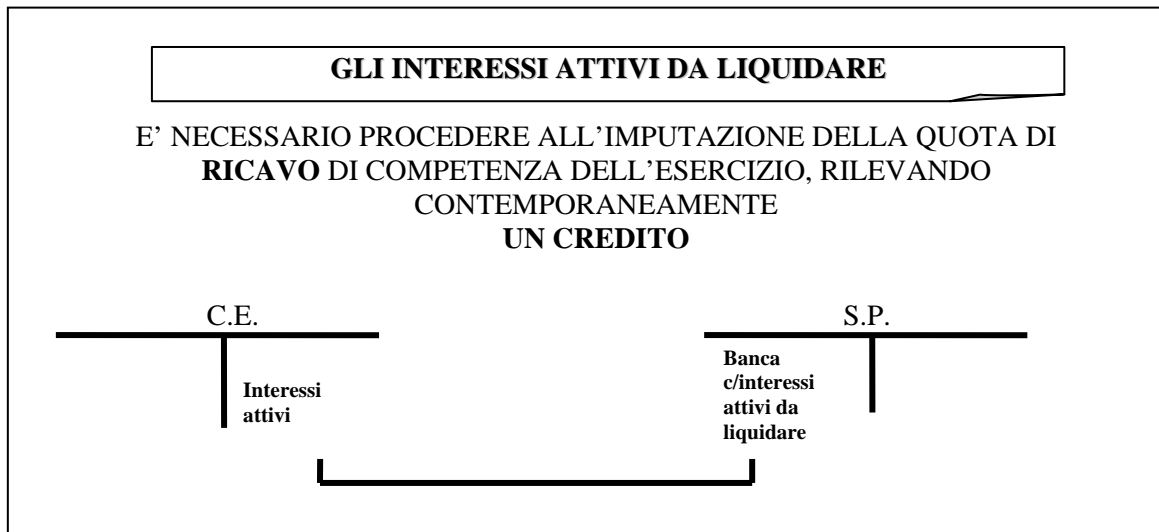 GLI INTERESSI ATTIVI DA LIQUIDARE
E' NECESSARIO PROCEDERE ALL'IMPUTAZIONE DELLA QUOTA DI
RICAVO DI COMPETENZA DELL'ESERCIZIO, RILEVANDO
CONTEMPORANEAMENTE
UN CREDITO
C.E.
Interessi
attivi
S.P.
Banca
c/interessi
attivi da
liquidare